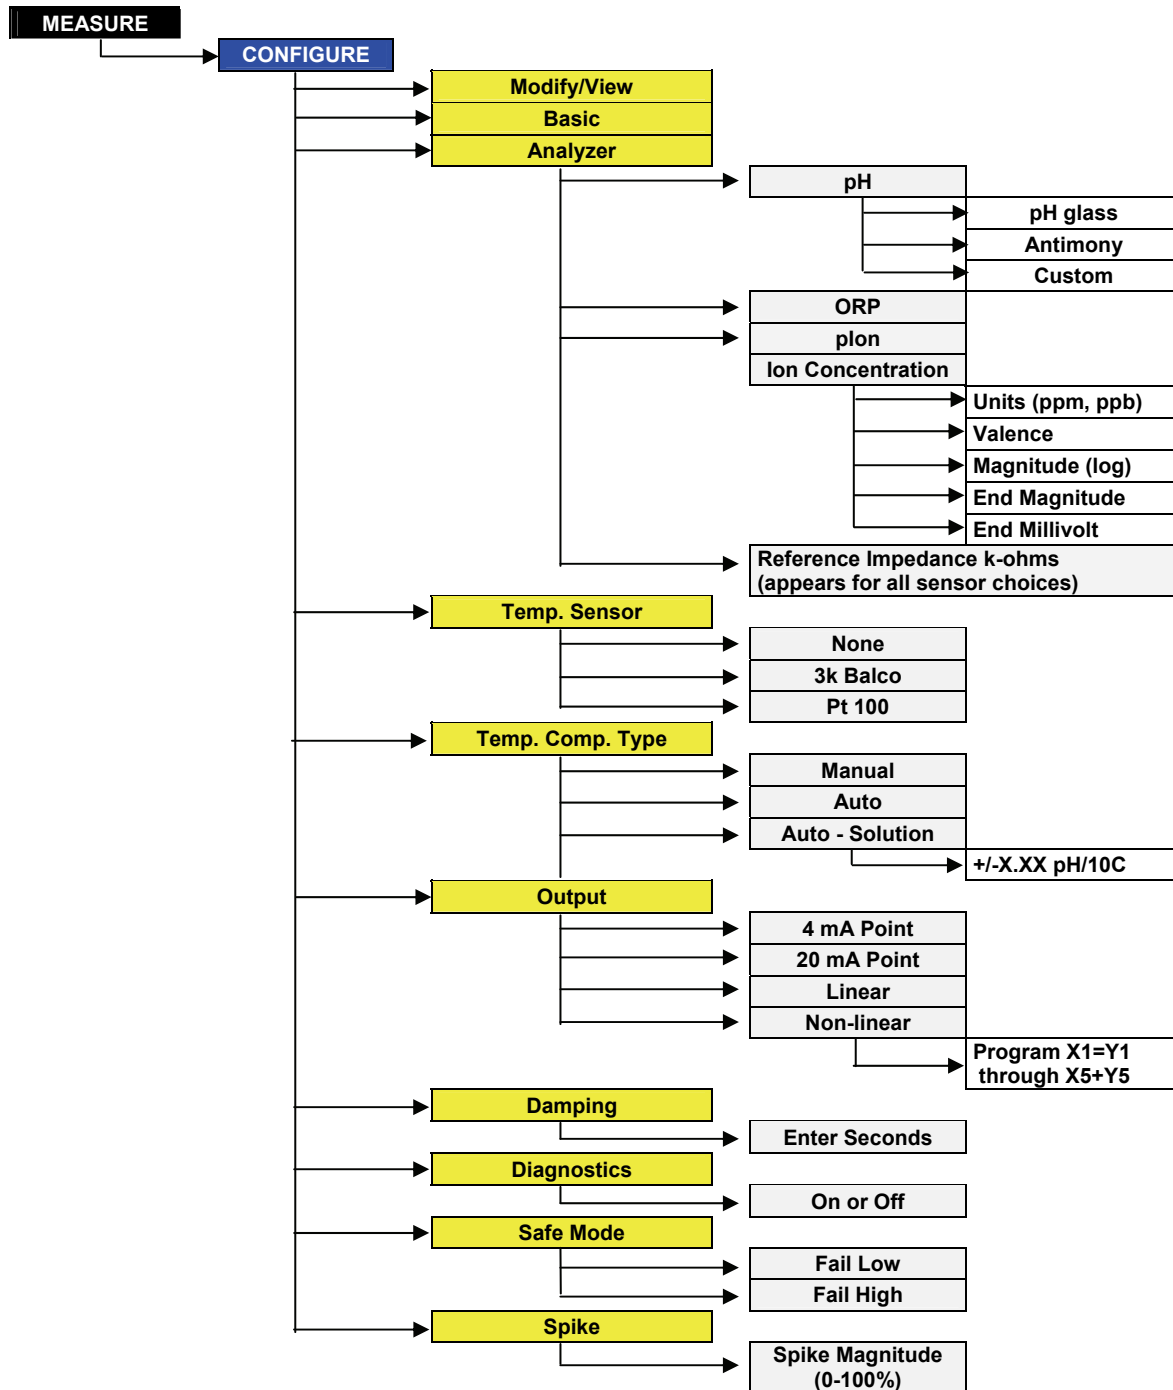 MEASURE
CONFIGURE
Modify/View
Basic
Analyzer
pH
pH glass
Antimony
Custom
ORP
pIon
Ion Concentration
Units (ppm, ppb)
Valence
Magnitude (log)
End Magnitude
End Millivolt
Reference Impedance k-ohms
(appears for all sensor choices)
Temp. Sensor
None
3k Balco
Pt 100
Temp. Comp. Type
Manual
Auto
Auto - Solution
+/-X.XX pH/10C
Output
4 mA Point
20 mA Point
Linear
Non-linear
Program X1=Y1
through X5+Y5
Damping
Enter Seconds
Diagnostics
On or Off
Safe Mode
Fail Low
Fail High
Spike
Spike Magnitude
(0-100%)